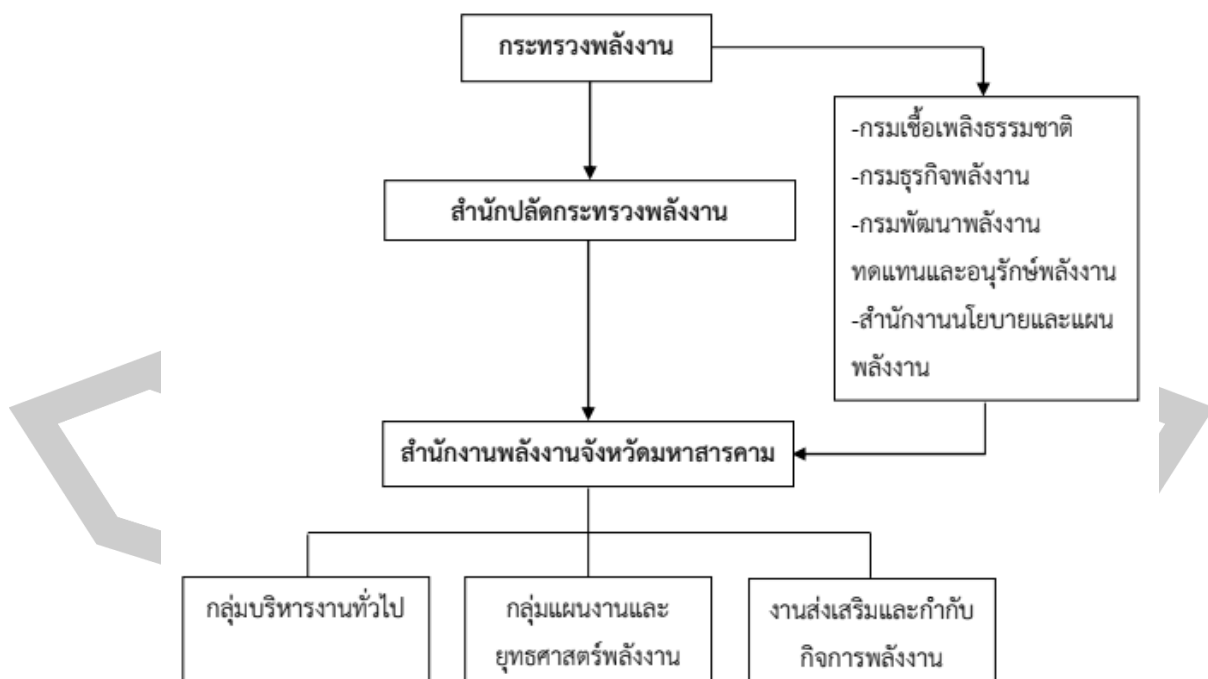 กระทรวงพลังงาน
-กรมเชื้อเพลิงธรรมชาติ
-กรมธุรกิจพลังงาน
-กรมพัฒนาพลังงาน
ทดแทนและอนุรักษ์พลังงาน
-สำนักงานนโยบายและแผน
พลังงาน
สำนักปลัดกระทรวงพลังงาน
สำนักงานพลังงานจังหวัดมหาสารคาม
กลุ่มบริหารงานทั่วไป
กลุ่มแผนงานและ
ยุทธศาสตร์พลังงาน
งานส่งเสริมและกำกับ
กิจการพลังงาน